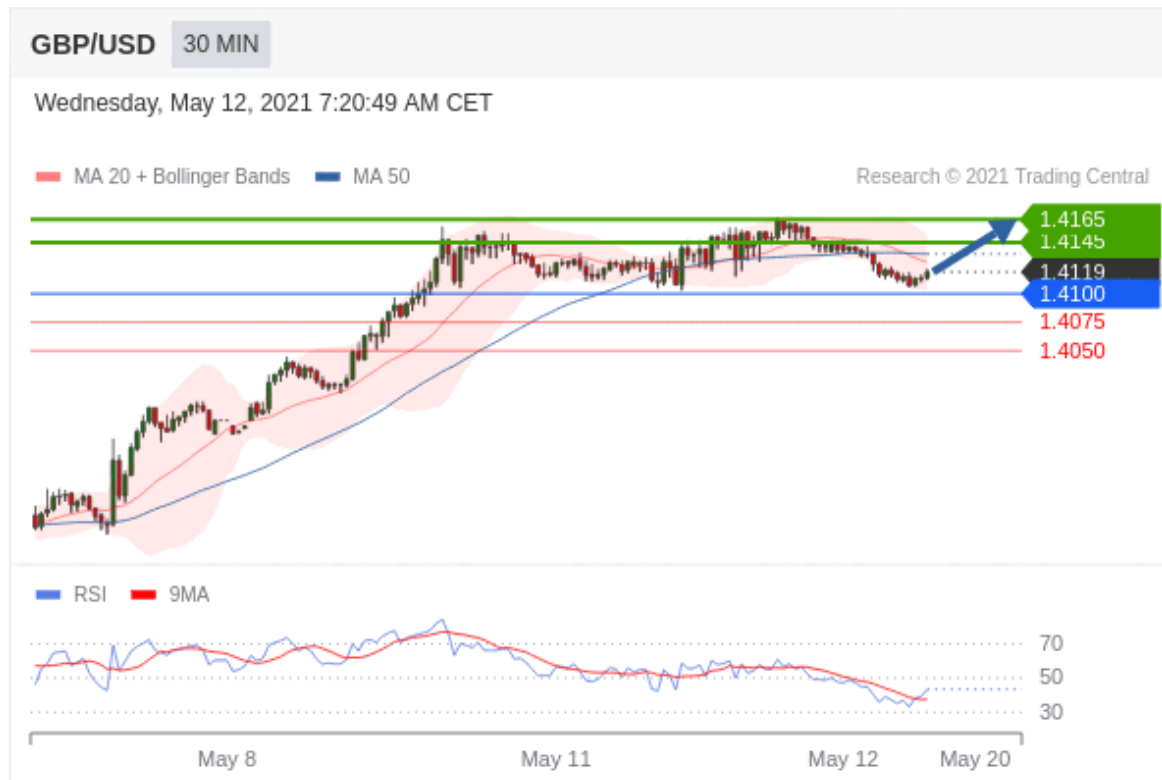 GBP/USD 30 MIN
Wednesday, May 12, 2021 7:20:49 AM CET
MA 20 + Bollinger Bands MA 50 Research © 2021 Trading Central
1.4165
1.4145
1.4119
1.4100
1.4075
1.4050
RSI 9MA
70
50
30
May 8 May 11 May 12 May 20